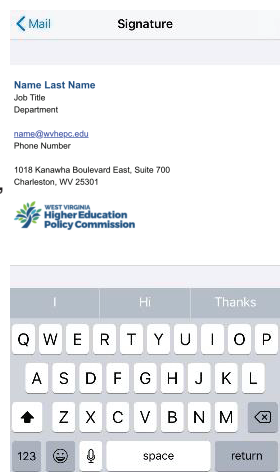 Mail Signature
Name Last Name
Job Title
Department
name@wvhepc.edu
Phone Number
1018 Kanawha Boulevard East, Suite 700
Charleston, WV 25301
WEST VIRGINIA
Higher Education
Policy Commission
I Hi Thanks
Q W E R T Y U I O P
A S D F G H J K L
Z X C V B N M
123 space return